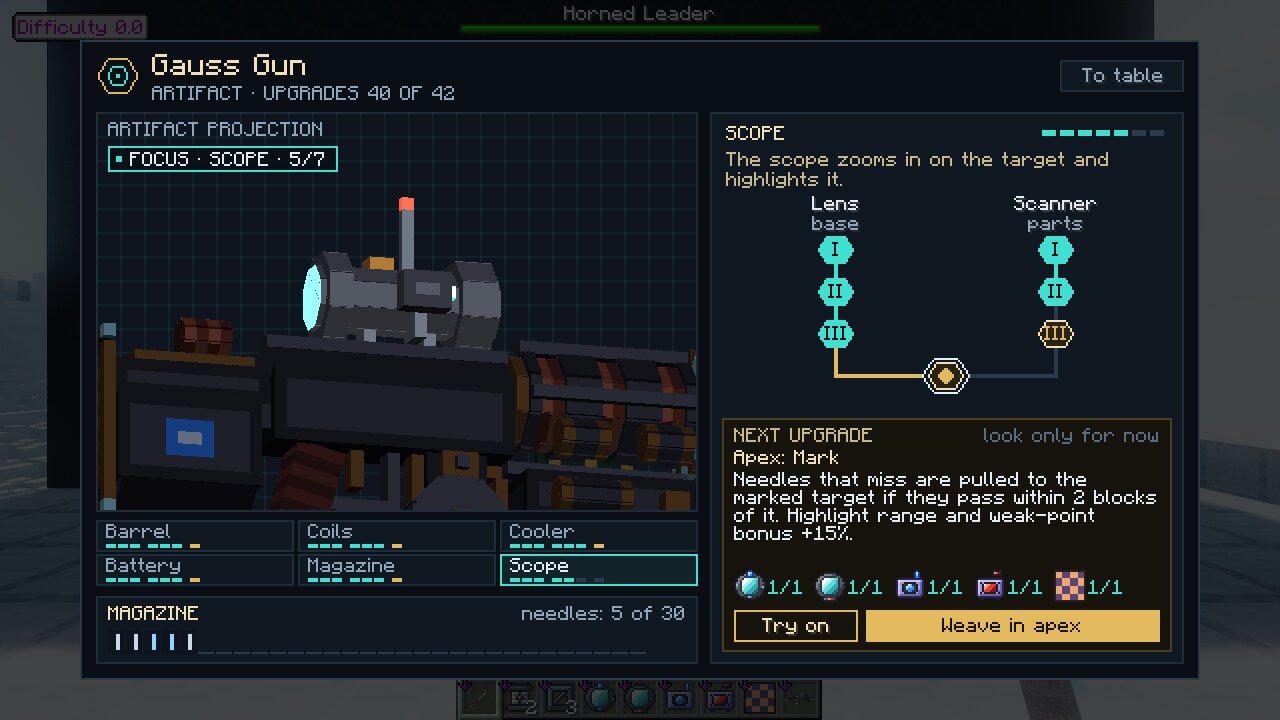 Horned Leader
Difficulty 0.0
Gauss Gun
ARTIFACT · UPGRADES 40 OF 42
To table
ARTIFACT PROJECTION
FOCUS · SCOPE · 5/7
SCOPE
The scope zooms in on the target and
highlights it.
Lens
base
I
II
III
Scanner
parts
I
II
III
NEXT UPGRADE
look only for now
Apex: Mark
Needles that miss are pulled to the
marked target if they pass within 2 blocks
of it. Highlight range and weak-point
bonus +15%.
1/1 1/1 1/1 1/1 1/1
Try on
Weave in apex
Barrel
Coils
Cooler
Battery
Magazine
Scope
MAGAZINE
needles: 5 of 30
2
3